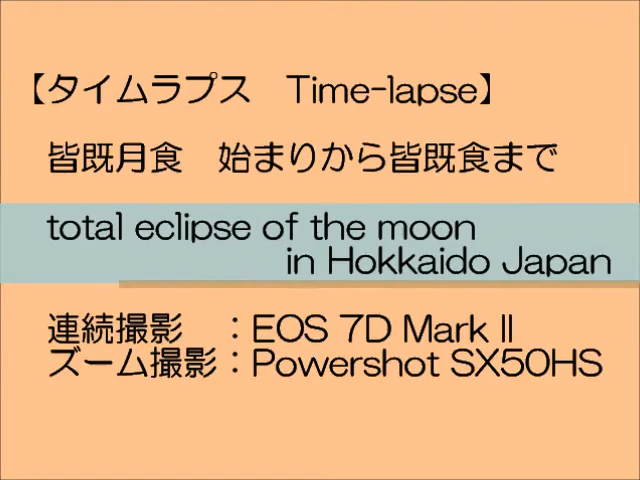 【タイムラプス　Time-lapse】
皆既月食　始まりから皆既食まで
total eclipse of the moon
in Hokkaido Japan
連続撮影　：EOS 7D Mark II
ズーム撮影：Powershot SX50HS